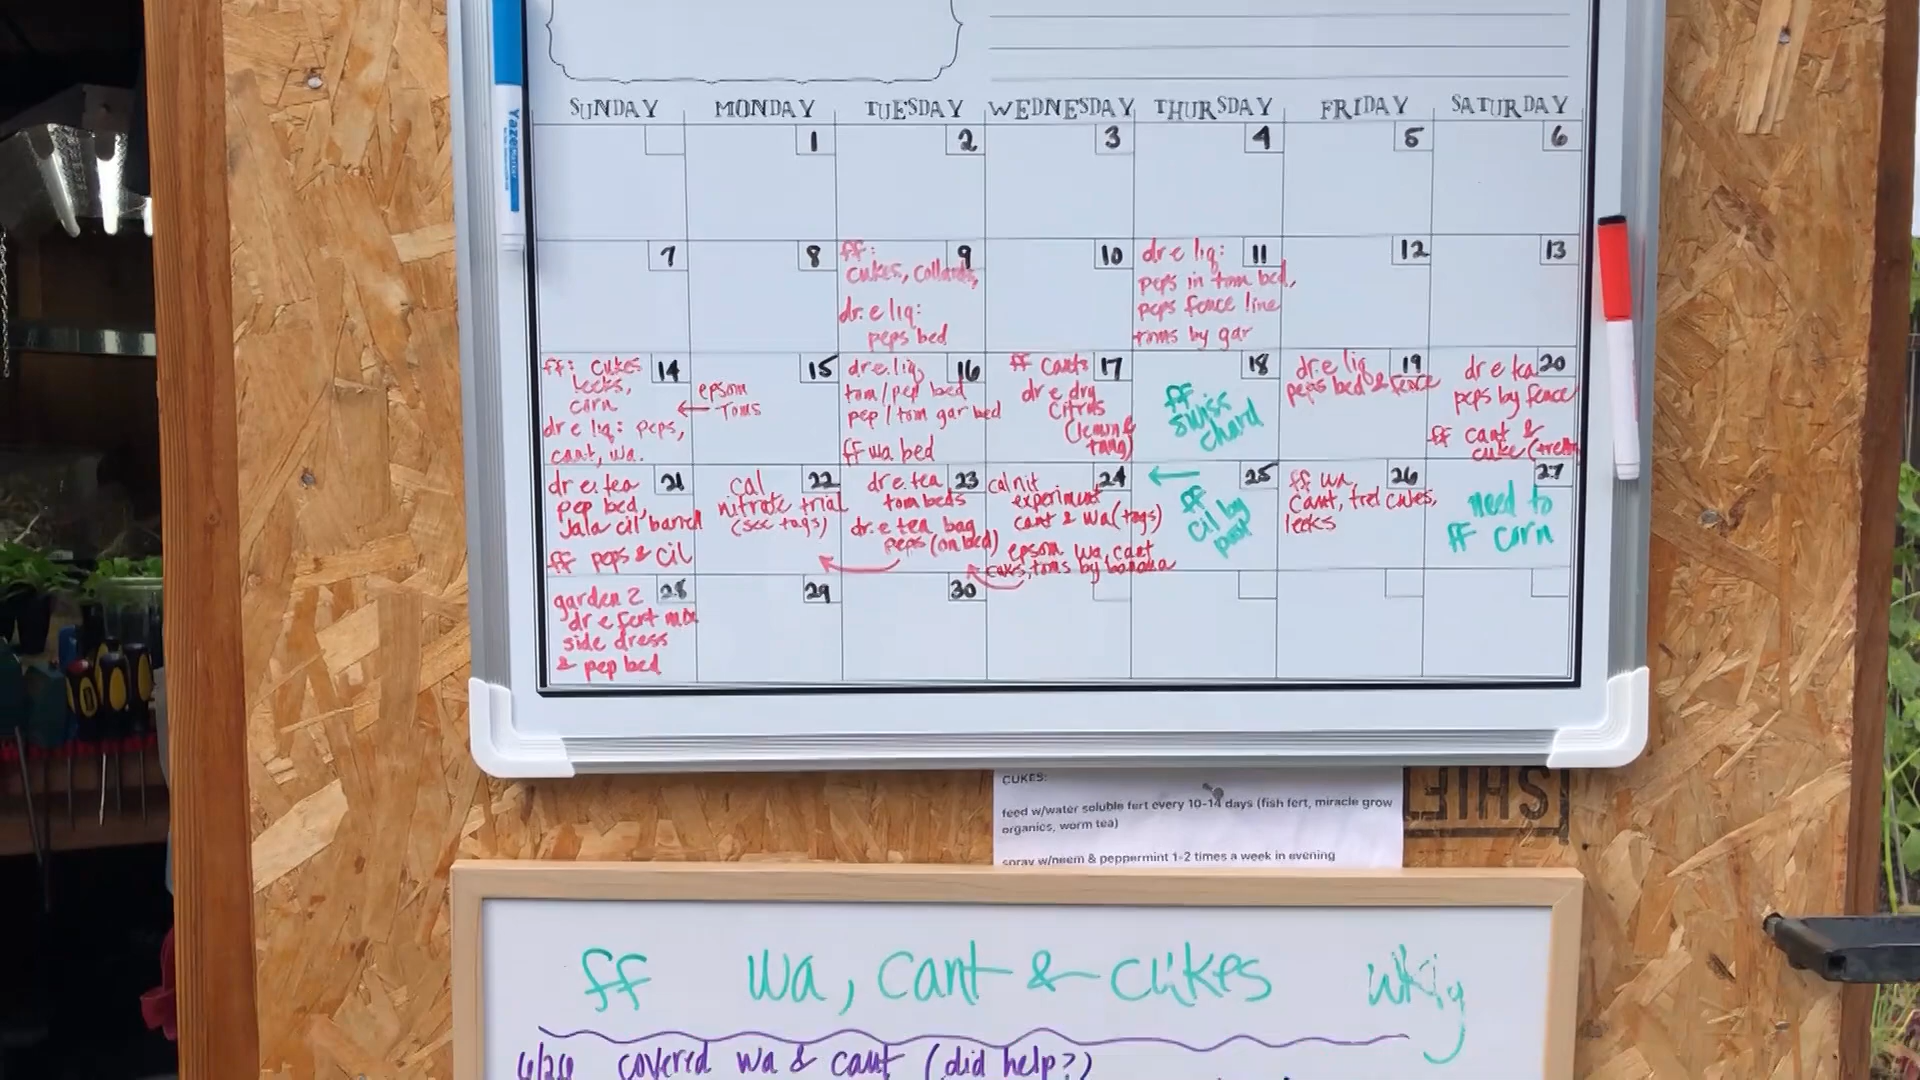 SUNDAY MONDAY TUESDAY WEDNESDAY THURSDAY FRIDAY SATURDAY
1 2 3 4 5 6
7
8
ff: 9
cukes, collards,
dr. e liq:
peps bed
10
dr e liq: 11
peps in tom bed,
peps fence line
toms by gar
12
13
ff: cukes 14
leeks,
corn
dr e liq: peps,
cant, wa.
15
epsom
← Toms
dr e. liq, 16
tom/pep bed
pep/tom gar bed
ff wa bed
ff cants 17
dr e dry
citrus
(lemon &
tang)
18
ff
swiss
chard
dr. e liq 19
peps bed & fence
dr e tea 20
peps by fence
ff cant &
cuke
dr e. tea 21
pep bed,
Jala cil barrel
ff peps & cil
cal 22
nitrate trial
(see tags)
dr e. tea 23
tom beds
dr. e tea bag
peps (on bed)
cal nit 24
experiment
cant & wa (tags)
epsom wa, cant
cukes, toms by banana
← 25
ff
cil by
pool
ff wa, 26
cant, trel cukes,
leeks
27
need to
ff corn
garden 2 28
dr e fert mix
side dress
& pep bed
29
30
Yaze
CUKES:
feed w/water soluble fert every 10-14 days (fish fert, miracle grow
organics, worm tea)
spray w/neem & peppermint 1-2 times a week in evening
SHIF
ff wa, cant & cukes wkly
6/26 covered wa & cant (did help?)